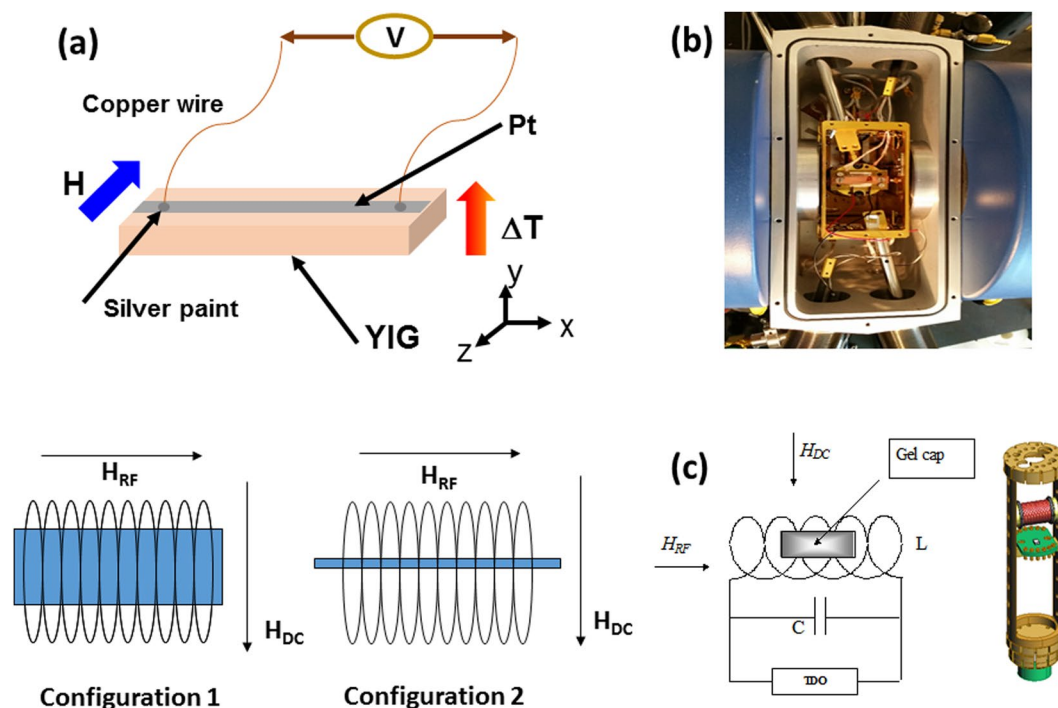 (a)
V
Copper wire
Pt
H
ΔT
Silver paint
YIG
y
x
z
(b)
H_RF
H_DC
Configuration 1
H_RF
H_DC
Configuration 2
(c)
H_DC
Gel cap
H_RF
L
C
TDO